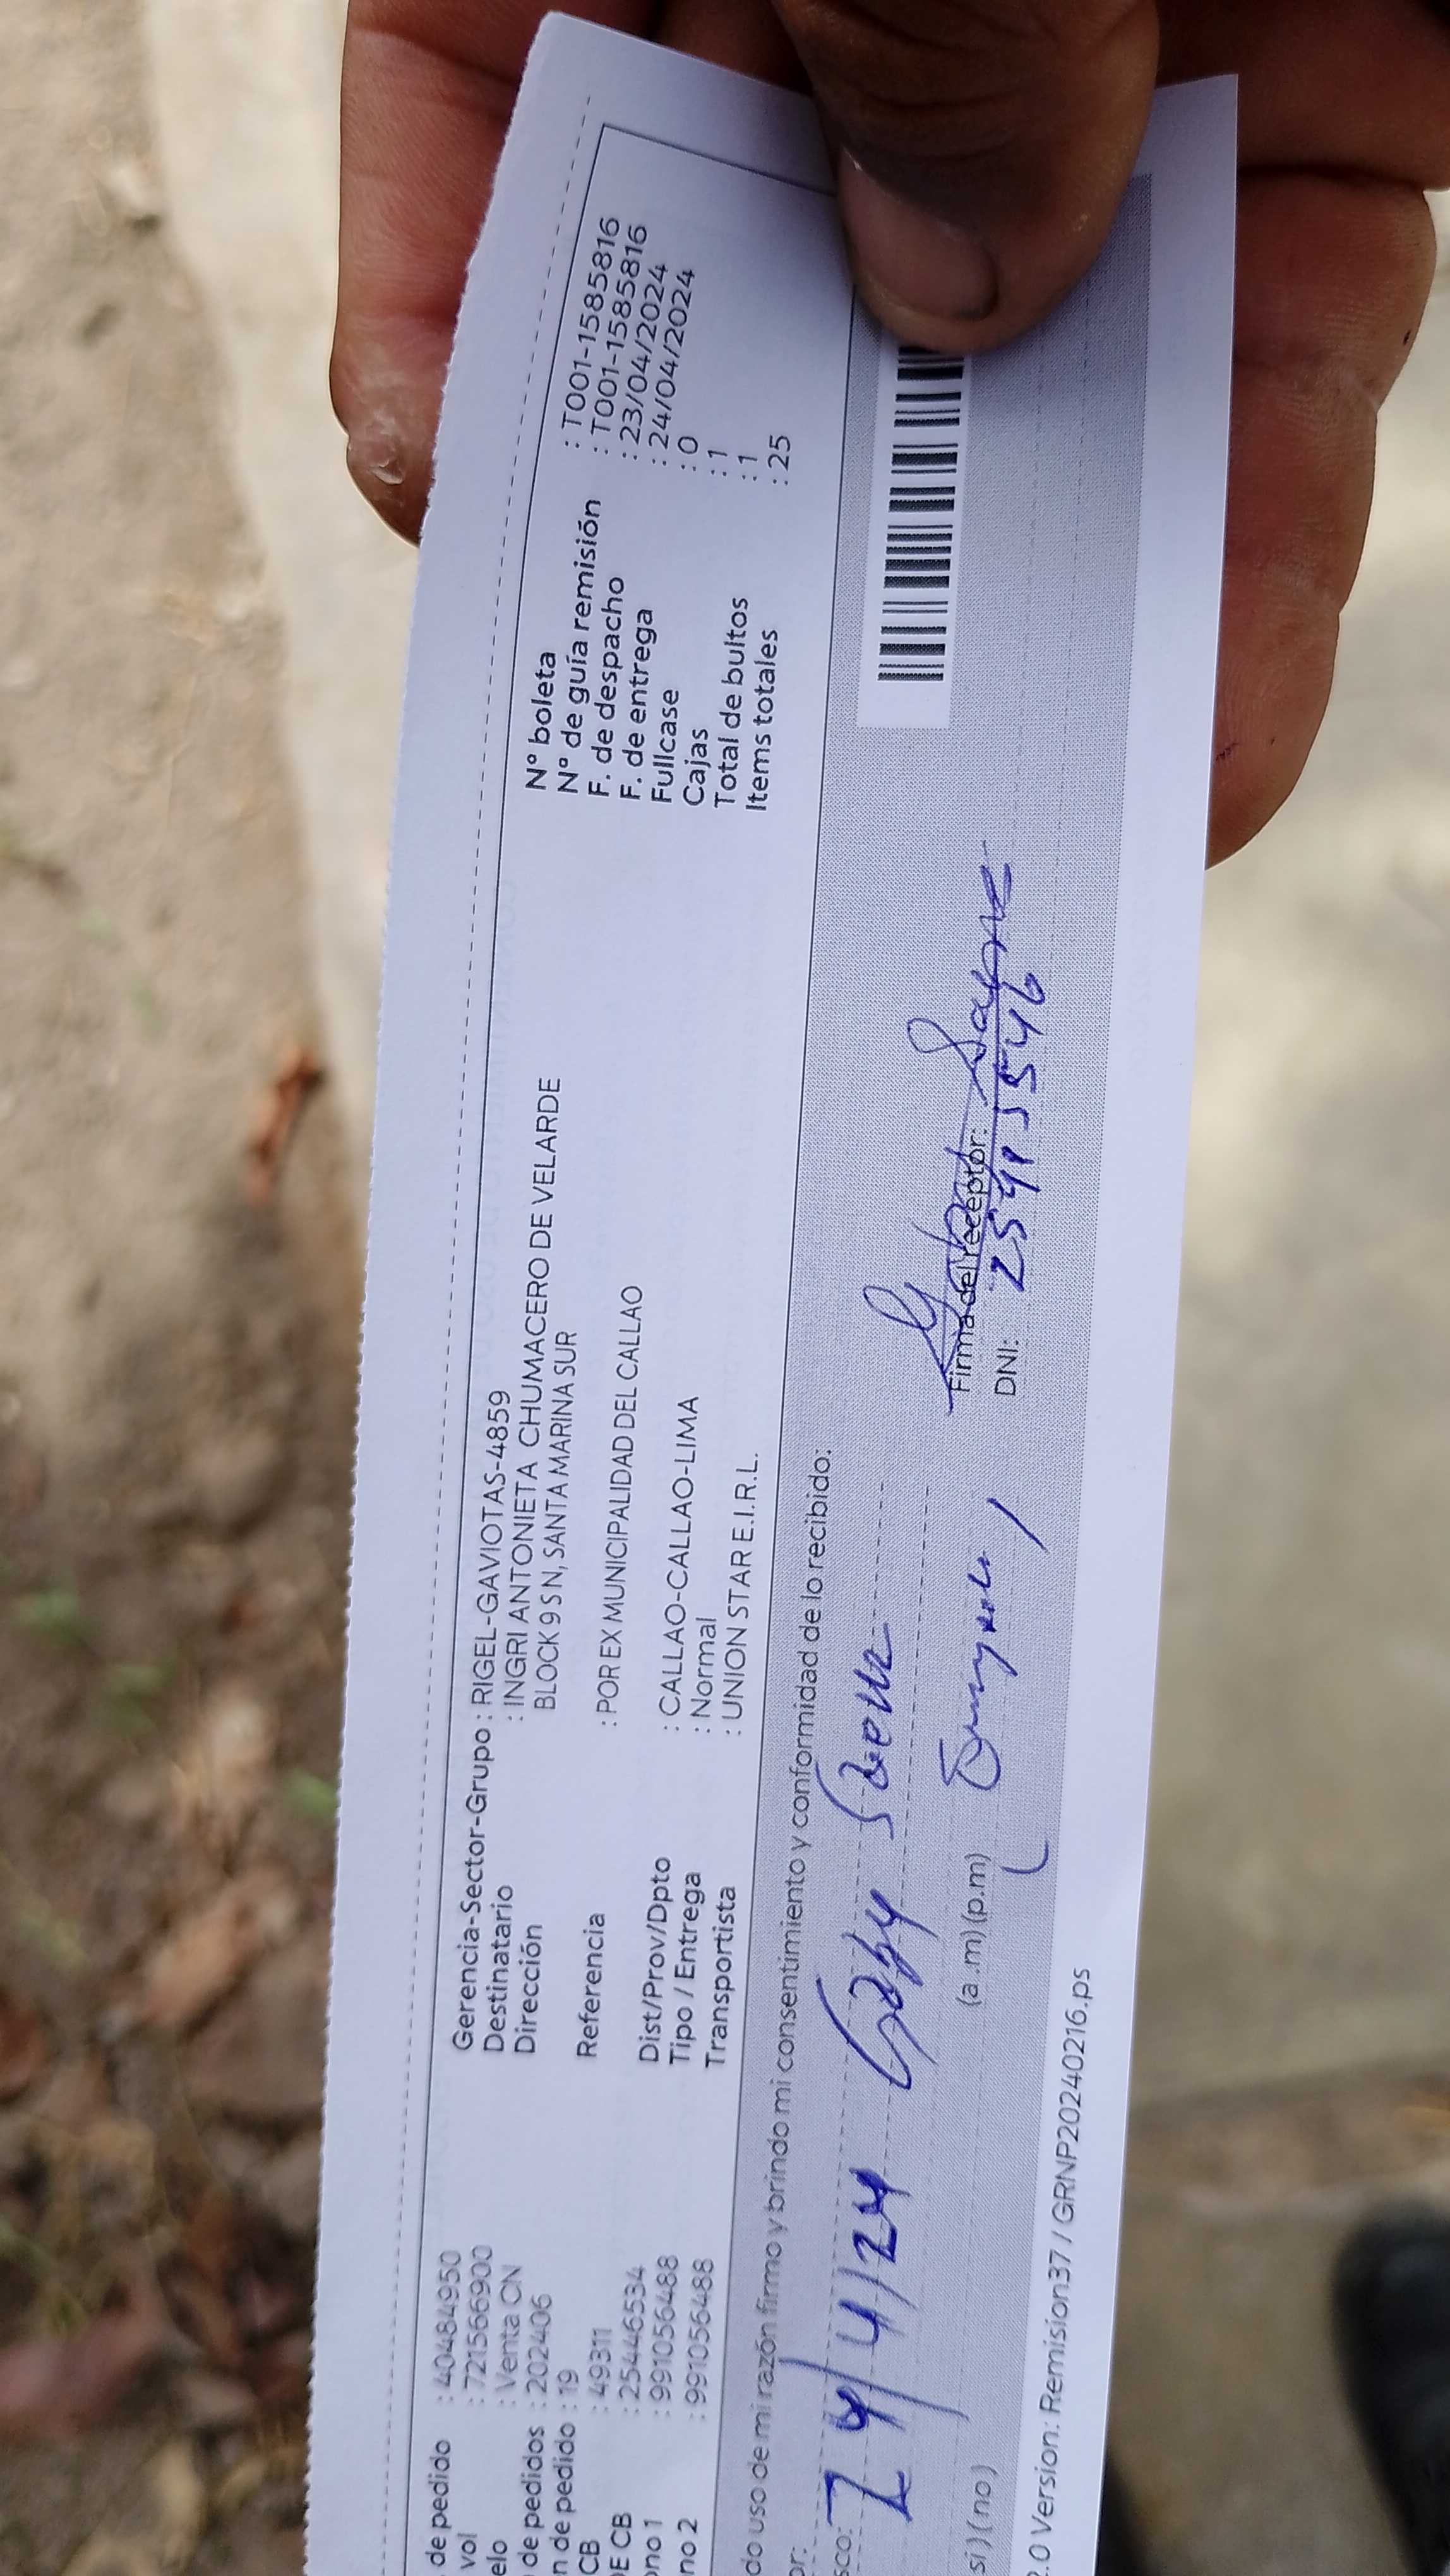 de pedido : 40484950
vol : 721566900
elo : Venta CN
de pedidos : 202406
n de pedido : 19
CB : 49311
E CB : 25446534
ono 1 : 991056488
no 2 : 991056488
Gerencia-Sector-Grupo : RIGEL-GAVIOTAS-4859
Destinatario : INGRI ANTONIETA CHUMACERO DE VELARDE
Dirección BLOCK 9 S N, SANTA MARINA SUR
Referencia : POR EX MUNICIPALIDAD DEL CALLAO
Dist/Prov/Dpto : CALLAO-CALLAO-LIMA
Tipo / Entrega : Normal
Transportista : UNION STAR E.I.R.L.
N° boleta : T001-1585816
N° de guía remisión : T001-1585816
F. de despacho : 23/04/2024
F. de entrega : 24/04/2024
Fullcase : 0
Cajas : 1
Total de bultos : 1
Items totales : 25
do uso de mi razón firmo y brindo mi consentimiento y conformidad de lo recibido:
or:
sco: 24/4/24 Gaby
Firma del receptor:
si ) ( no ) (a .m) (p.m)
DNI:
.0 Version: Remision37 / GRNP20240216.ps